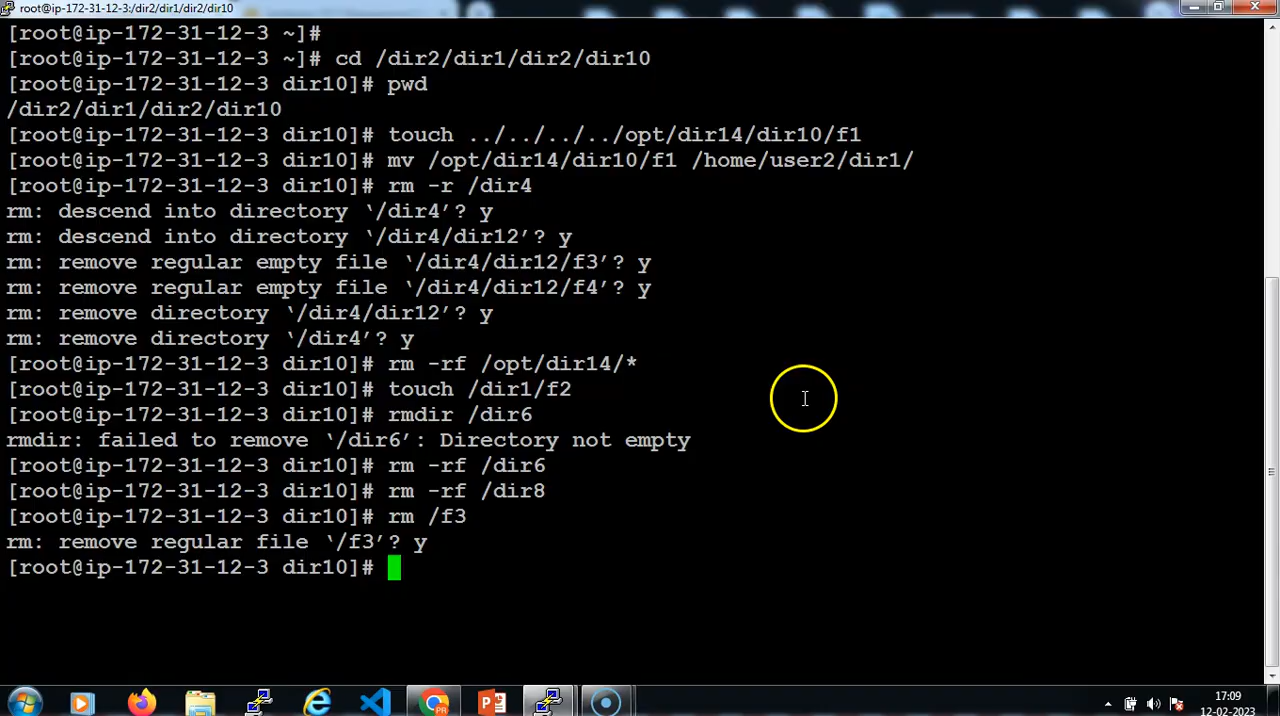 root@ip-172-31-12-3:/dir2/dir1/dir2/dir10
[root@ip-172-31-12-3 ~]#
[root@ip-172-31-12-3 ~]# cd /dir2/dir1/dir2/dir10
[root@ip-172-31-12-3 dir10]# pwd
/dir2/dir1/dir2/dir10
[root@ip-172-31-12-3 dir10]# touch ../../../../opt/dir14/dir10/f1
[root@ip-172-31-12-3 dir10]# mv /opt/dir14/dir10/f1 /home/user2/dir1/
[root@ip-172-31-12-3 dir10]# rm -r /dir4
rm: descend into directory ‘/dir4’? y
rm: descend into directory ‘/dir4/dir12’? y
rm: remove regular empty file ‘/dir4/dir12/f3’? y
rm: remove regular empty file ‘/dir4/dir12/f4’? y
rm: remove directory ‘/dir4/dir12’? y
rm: remove directory ‘/dir4’? y
[root@ip-172-31-12-3 dir10]# rm -rf /opt/dir14/*
[root@ip-172-31-12-3 dir10]# touch /dir1/f2
[root@ip-172-31-12-3 dir10]# rmdir /dir6
rmdir: failed to remove ‘/dir6’: Directory not empty
[root@ip-172-31-12-3 dir10]# rm -rf /dir6
[root@ip-172-31-12-3 dir10]# rm -rf /dir8
[root@ip-172-31-12-3 dir10]# rm /f3
rm: remove regular file ‘/f3’? y
[root@ip-172-31-12-3 dir10]#
PR
17:09
12-02-2023